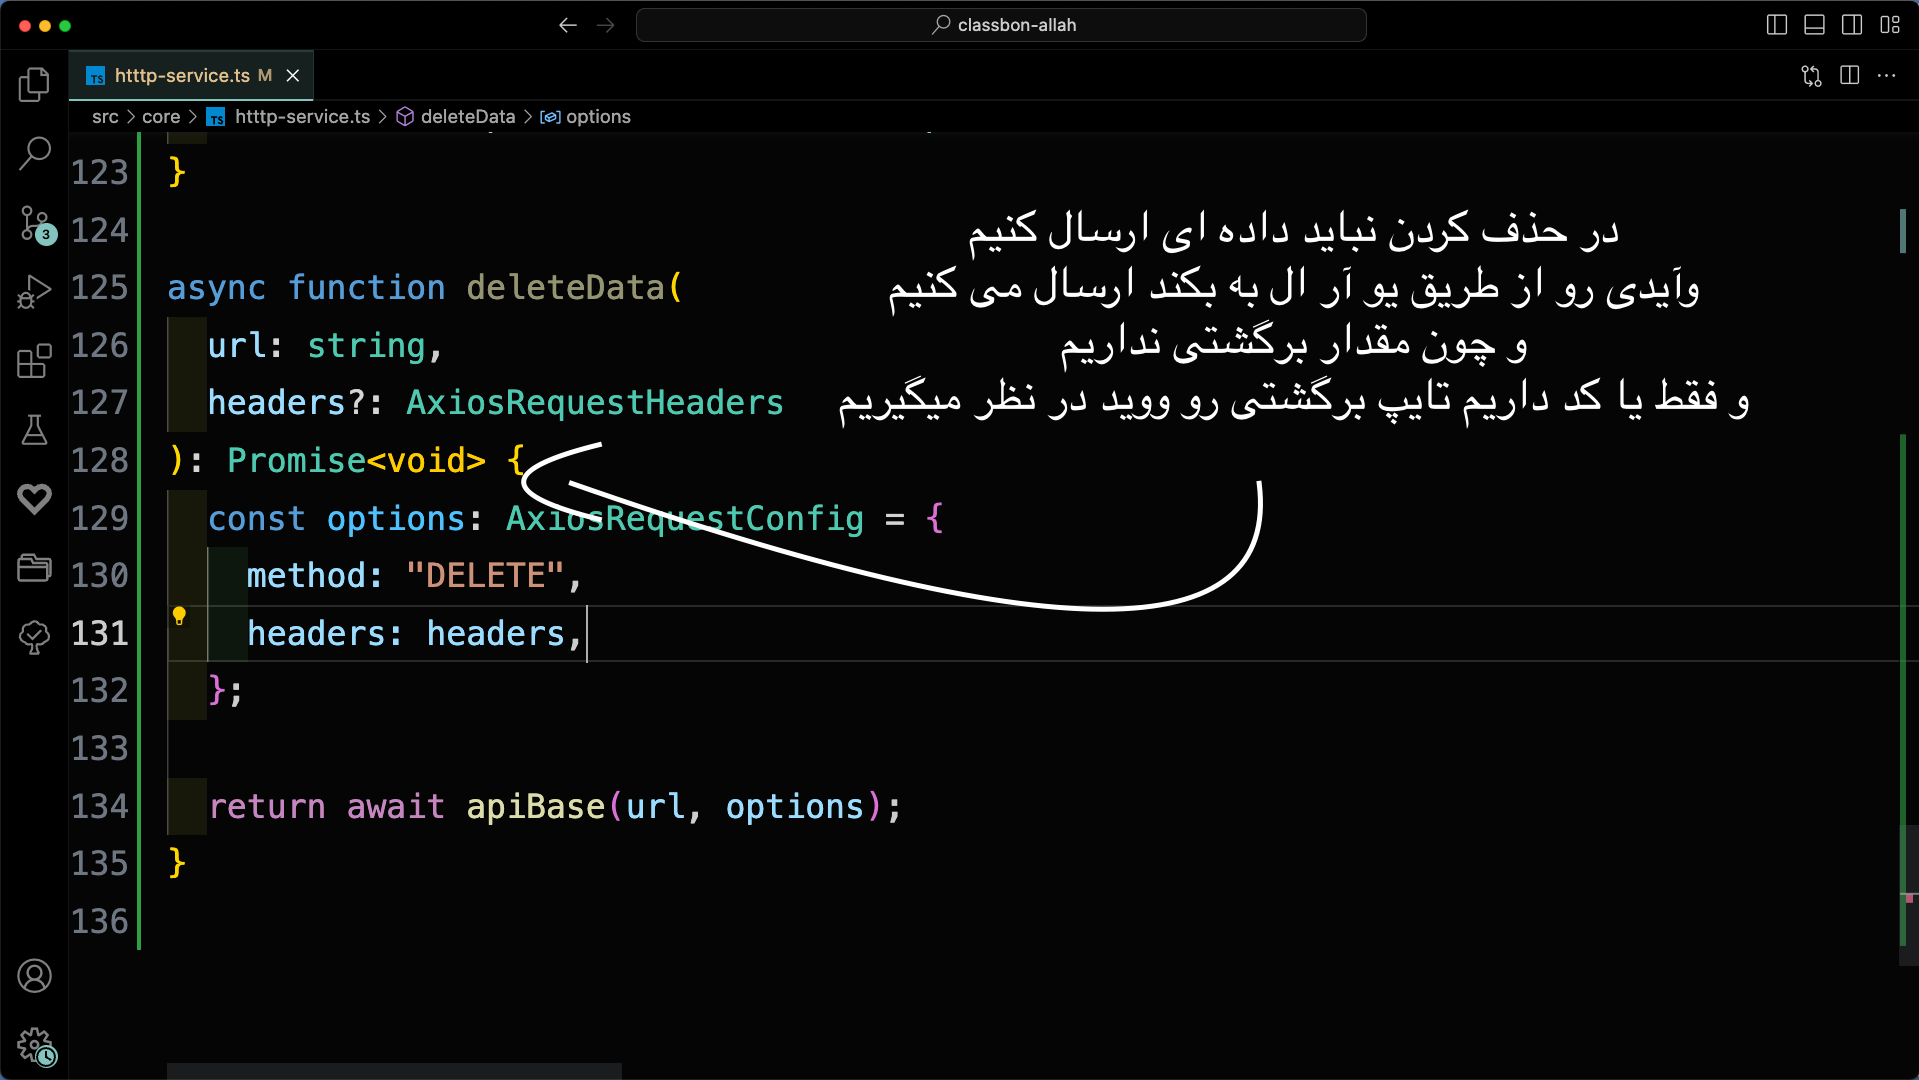 classbon-allah
htttp-service.ts M
src > core > htttp-service.ts > deleteData > options
123 }
124
125 async function deleteData(
126 url: string,
127 headers?: AxiosRequestHeaders
128 ): Promise<void> {
129 const options: AxiosRequestConfig = {
130 method: "DELETE",
131 headers: headers,
132 };
133
134 return await apiBase(url, options);
135 }
136
در حذف کردن نباید داده ای ارسال کنیم
وآیدی رو از طریق یو آر ال به بکند ارسال می کنیم
و چون مقدار برگشتی نداریم
و فقط یا کد داریم تایپ برگشتی رو ووید در نظر میگیریم
3